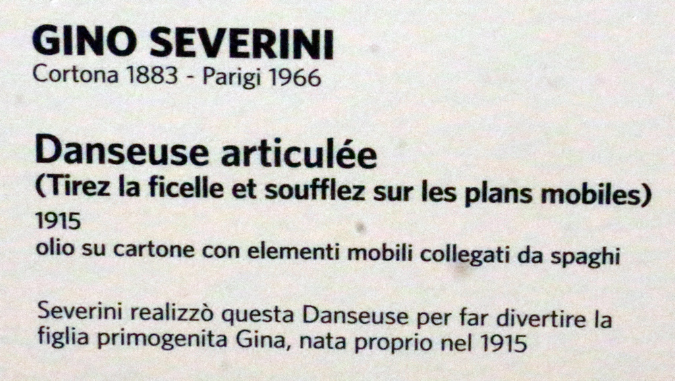 GINO SEVERINI
Cortona 1883 - Parigi 1966
Danseuse articulée
(Tirez la ficelle et soufflez sur les plans mobiles)
1915
olio su cartone con elementi mobili collegati da spaghi
Severini realizzò questa Danseuse per far divertire la
figlia primogenita Gina, nata proprio nel 1915